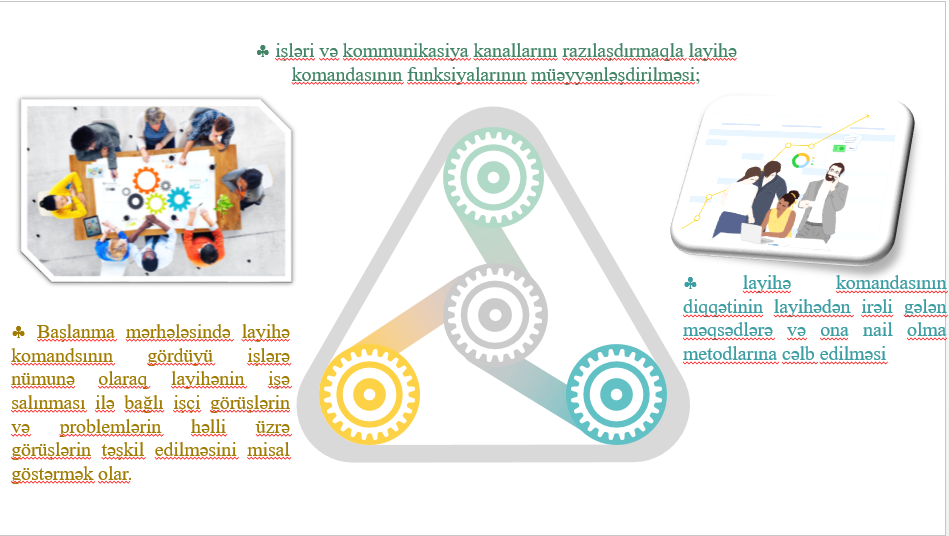 ♣ işləri və kommunikasiya kanallarını razılaşdırmaqla layihə
komandasının funksiyalarının müəyyənləşdirilməsi;
♣ Başlanma mərhələsində layihə
komandsının gördüyü işlərə
nümunə olaraq layihənin işə
salınması ilə bağlı işçi görüşlərin
və problemlərin həlli üzrə
görüşlərin təşkil edilməsini misal
göstərmək olar.
♣ layihə komandasının
diqqətinin layihədən irəli gələn
məqsədlərə və ona nail olma
metodlarına cəlb edilməsi